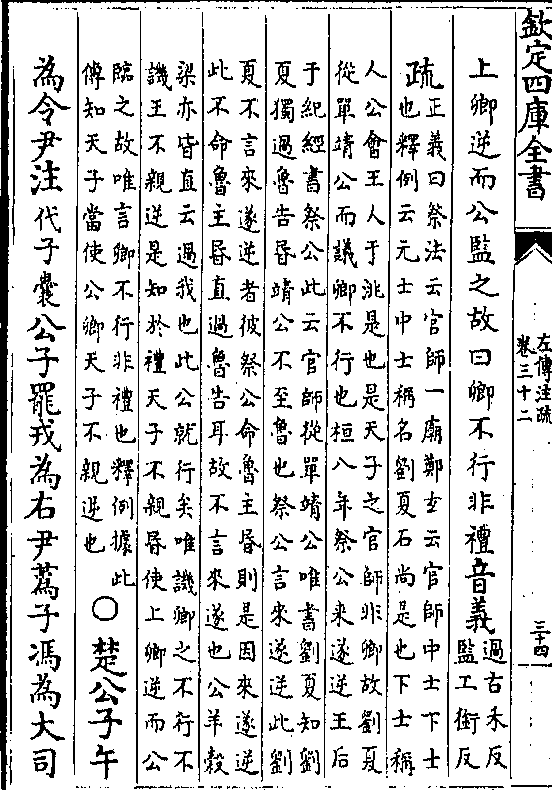 欽定四庫全書
左傳注疏
卷三十二
三十四
上卿逆而公監之故曰卿不行非禮音義過古禾反
監工銜反
疏正義曰祭法云官師一廟鄭玄云官師中士下士
也釋例云元士中士稱名劉夏石尚是也下士稱
人公會王人于洮是也是天子之官師非卿故劉夏
從單靖公而議卿不行也桓八年祭公来遂逆王后
于紀經書祭公此云官師從單靖公唯書劉夏知劉
夏獨過魯告昏靖公不至魯也祭公言来遂逆此劉
夏不言來遂逆者彼祭公命魯主昏則是因来遂逆
此不命魯主昏直過魯告耳故不言來遂也公羊穀
梁亦皆直云過我也此公就行矣唯譏卿之不行不
譏王不親逆是知於禮天子不親昏使上卿逆而公
臨之故唯言卿不行非禮也釋例據此
傳知天子當使公卿天子不親逆也
○楚公子午
為令尹注代子囊公子罷戎為右尹蒍子馮為大司